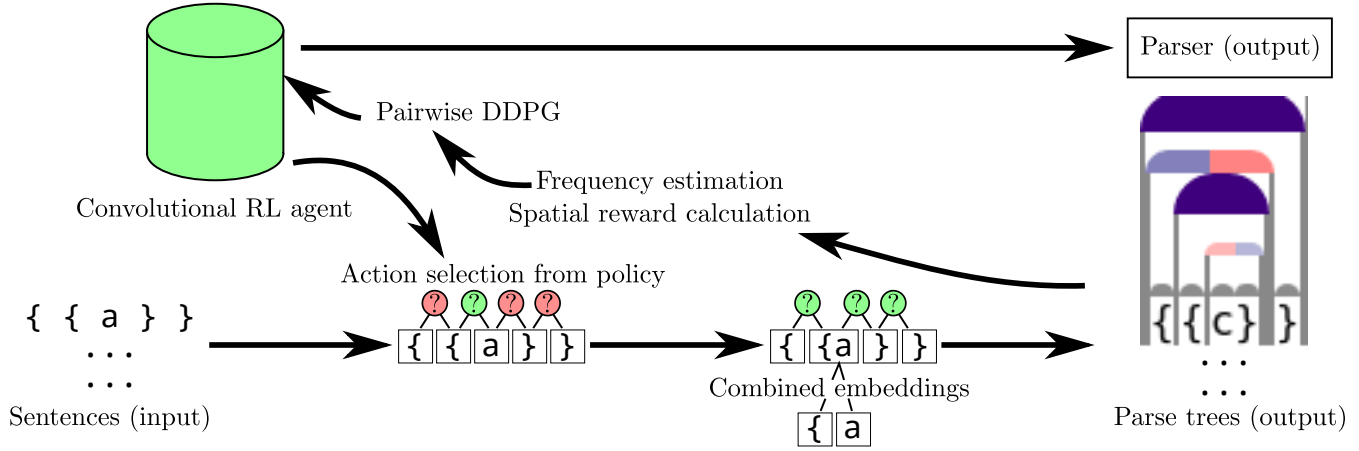 Parser (output)
Pairwise DDPG
Frequency estimation
Spatial reward calculation
Convolutional RL agent
Action selection from policy
? ? ? ?
? ? ?
{ { a } }
. . .
. . .
Sentences (input)
{ { a } }
{ {a } }
Combined embeddings
{ a
{ { c } }
. . .
. . .
Parse trees (output)